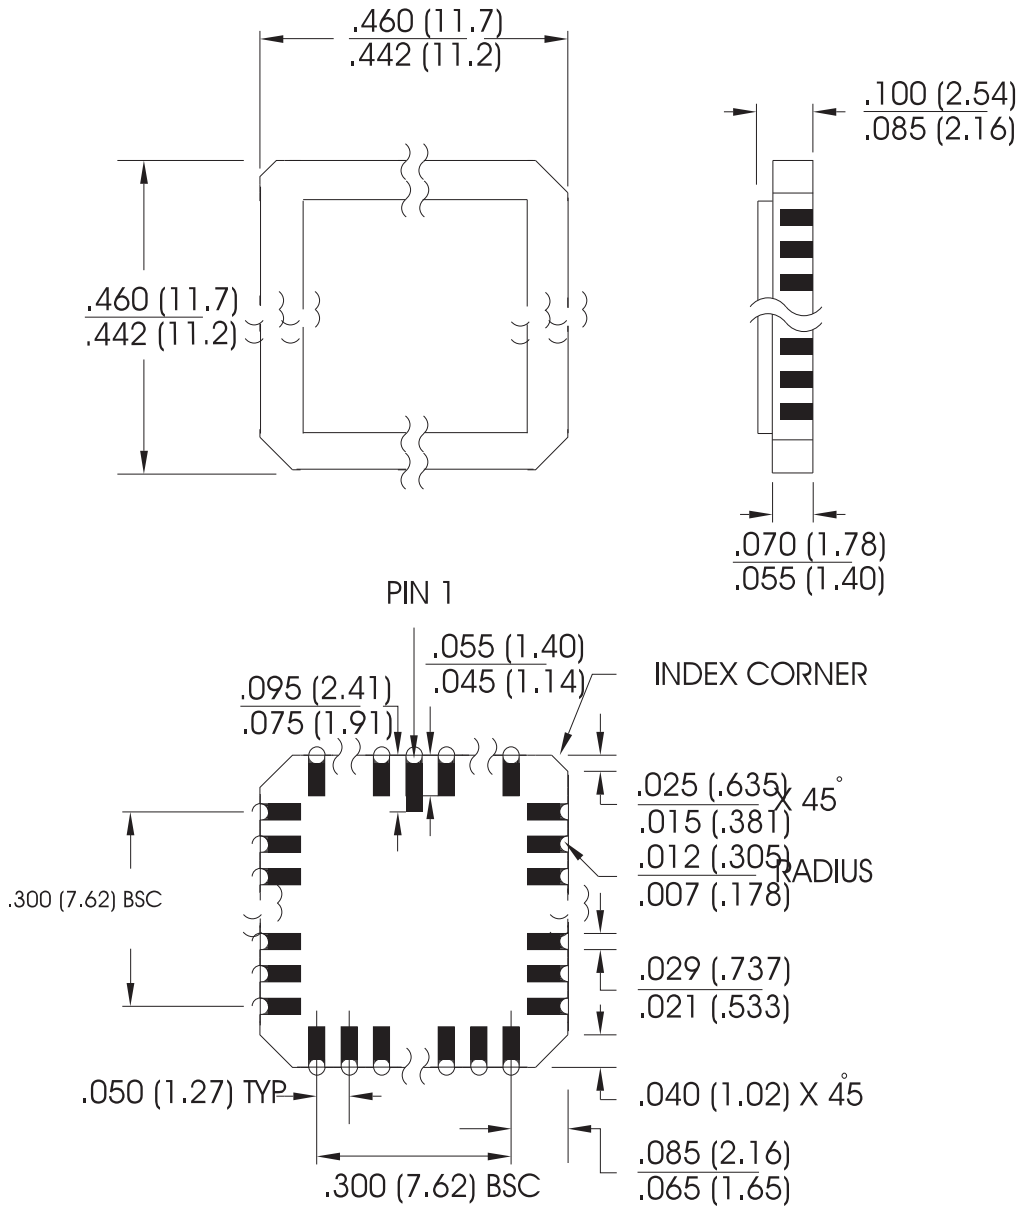 .460 (11.7)
.442 (11.2)
.100 (2.54)
.085 (2.16)
.460 (11.7)
.442 (11.2)
.070 (1.78)
.055 (1.40)
PIN 1
.055 (1.40)
.045 (1.14)
INDEX CORNER
.095 (2.41)
.075 (1.91)
.025 (.635)
.015 (.381)
X 45°
.012 (.305)
.007 (.178)
RADIUS
.300 (7.62) BSC
.029 (.737)
.021 (.533)
.050 (1.27) TYP
.040 (1.02) X 45°
.085 (2.16)
.065 (1.65)
.300 (7.62) BSC